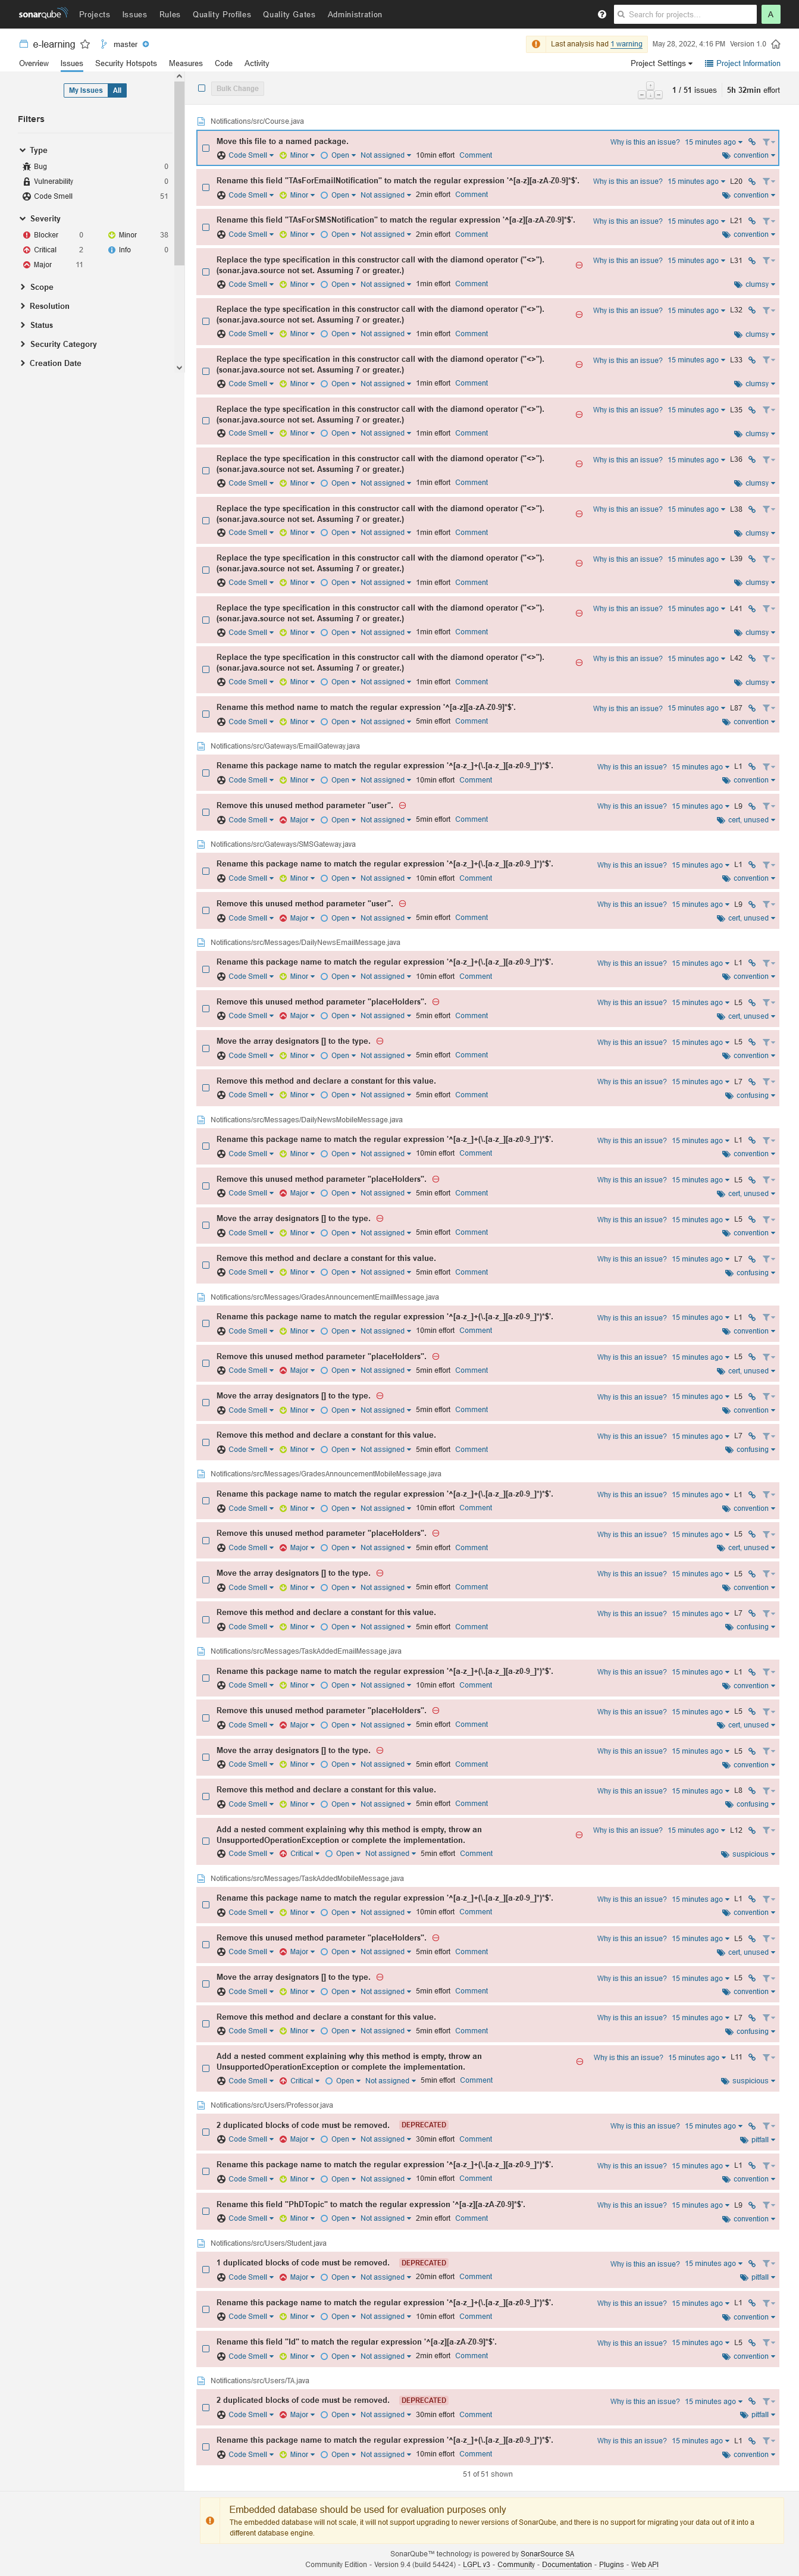 sonarqube Projects Issues Rules Quality Profiles Quality Gates Administration Search for projects... A
e-learning master Last analysis had 1 warning May 28, 2022, 4:16 PM Version 1.0
Overview Issues Security Hotspots Measures Code Activity Project Settings Project Information
My Issues All
Bulk Change 1 / 51 issues 5h 32min effort
Filters
Type
Bug 0
Vulnerability 0
Code Smell 51
Severity
Blocker 0 Minor 38
Critical 2 Info 0
Major 11
Scope
Resolution
Status
Security Category
Creation Date
Notifications/src/Course.java
Move this file to a named package. Why is this an issue? 15 minutes ago
Code Smell Minor Open Not assigned 10min effort Comment convention
Rename this field "TAsForEmailNotification" to match the regular expression '^[a-z][a-zA-Z0-9]*$'. Why is this an issue? 15 minutes ago L20
Code Smell Minor Open Not assigned 2min effort Comment convention
Rename this field "TAsForSMSNotification" to match the regular expression '^[a-z][a-zA-Z0-9]*$'. Why is this an issue? 15 minutes ago L21
Code Smell Minor Open Not assigned 2min effort Comment convention
Replace the type specification in this constructor call with the diamond operator ("<>"). Why is this an issue? 15 minutes ago L31
(sonar.java.source not set. Assuming 7 or greater.)
Code Smell Minor Open Not assigned 1min effort Comment clumsy
Replace the type specification in this constructor call with the diamond operator ("<>"). Why is this an issue? 15 minutes ago L32
(sonar.java.source not set. Assuming 7 or greater.)
Code Smell Minor Open Not assigned 1min effort Comment clumsy
Replace the type specification in this constructor call with the diamond operator ("<>"). Why is this an issue? 15 minutes ago L33
(sonar.java.source not set. Assuming 7 or greater.)
Code Smell Minor Open Not assigned 1min effort Comment clumsy
Replace the type specification in this constructor call with the diamond operator ("<>"). Why is this an issue? 15 minutes ago L35
(sonar.java.source not set. Assuming 7 or greater.)
Code Smell Minor Open Not assigned 1min effort Comment clumsy
Replace the type specification in this constructor call with the diamond operator ("<>"). Why is this an issue? 15 minutes ago L36
(sonar.java.source not set. Assuming 7 or greater.)
Code Smell Minor Open Not assigned 1min effort Comment clumsy
Replace the type specification in this constructor call with the diamond operator ("<>"). Why is this an issue? 15 minutes ago L38
(sonar.java.source not set. Assuming 7 or greater.)
Code Smell Minor Open Not assigned 1min effort Comment clumsy
Replace the type specification in this constructor call with the diamond operator ("<>"). Why is this an issue? 15 minutes ago L39
(sonar.java.source not set. Assuming 7 or greater.)
Code Smell Minor Open Not assigned 1min effort Comment clumsy
Replace the type specification in this constructor call with the diamond operator ("<>"). Why is this an issue? 15 minutes ago L41
(sonar.java.source not set. Assuming 7 or greater.)
Code Smell Minor Open Not assigned 1min effort Comment clumsy
Replace the type specification in this constructor call with the diamond operator ("<>"). Why is this an issue? 15 minutes ago L42
(sonar.java.source not set. Assuming 7 or greater.)
Code Smell Minor Open Not assigned 1min effort Comment clumsy
Rename this method name to match the regular expression '^[a-z][a-zA-Z0-9]*$'. Why is this an issue? 15 minutes ago L87
Code Smell Minor Open Not assigned 5min effort Comment convention
Notifications/src/Gateways/EmailGateway.java
Rename this package name to match the regular expression '^[a-z_]+(\.[a-z_][a-z0-9_]*)*$'. Why is this an issue? 15 minutes ago L1
Code Smell Minor Open Not assigned 10min effort Comment convention
Remove this unused method parameter "user". Why is this an issue? 15 minutes ago L9
Code Smell Major Open Not assigned 5min effort Comment cert, unused
Notifications/src/Gateways/SMSGateway.java
Rename this package name to match the regular expression '^[a-z_]+(\.[a-z_][a-z0-9_]*)*$'. Why is this an issue? 15 minutes ago L1
Code Smell Minor Open Not assigned 10min effort Comment convention
Remove this unused method parameter "user". Why is this an issue? 15 minutes ago L9
Code Smell Major Open Not assigned 5min effort Comment cert, unused
Notifications/src/Messages/DailyNewsEmailMessage.java
Rename this package name to match the regular expression '^[a-z_]+(\.[a-z_][a-z0-9_]*)*$'. Why is this an issue? 15 minutes ago L1
Code Smell Minor Open Not assigned 10min effort Comment convention
Remove this unused method parameter "placeHolders". Why is this an issue? 15 minutes ago L5
Code Smell Major Open Not assigned 5min effort Comment cert, unused
Move the array designators [] to the type. Why is this an issue? 15 minutes ago L5
Code Smell Minor Open Not assigned 5min effort Comment convention
Remove this method and declare a constant for this value. Why is this an issue? 15 minutes ago L7
Code Smell Minor Open Not assigned 5min effort Comment confusing
Notifications/src/Messages/DailyNewsMobileMessage.java
Rename this package name to match the regular expression '^[a-z_]+(\.[a-z_][a-z0-9_]*)*$'. Why is this an issue? 15 minutes ago L1
Code Smell Minor Open Not assigned 10min effort Comment convention
Remove this unused method parameter "placeHolders". Why is this an issue? 15 minutes ago L5
Code Smell Major Open Not assigned 5min effort Comment cert, unused
Move the array designators [] to the type. Why is this an issue? 15 minutes ago L5
Code Smell Minor Open Not assigned 5min effort Comment convention
Remove this method and declare a constant for this value. Why is this an issue? 15 minutes ago L7
Code Smell Minor Open Not assigned 5min effort Comment confusing
Notifications/src/Messages/GradesAnnouncementEmailMessage.java
Rename this package name to match the regular expression '^[a-z_]+(\.[a-z_][a-z0-9_]*)*$'. Why is this an issue? 15 minutes ago L1
Code Smell Minor Open Not assigned 10min effort Comment convention
Remove this unused method parameter "placeHolders". Why is this an issue? 15 minutes ago L5
Code Smell Major Open Not assigned 5min effort Comment cert, unused
Move the array designators [] to the type. Why is this an issue? 15 minutes ago L5
Code Smell Minor Open Not assigned 5min effort Comment convention
Remove this method and declare a constant for this value. Why is this an issue? 15 minutes ago L7
Code Smell Minor Open Not assigned 5min effort Comment confusing
Notifications/src/Messages/GradesAnnouncementMobileMessage.java
Rename this package name to match the regular expression '^[a-z_]+(\.[a-z_][a-z0-9_]*)*$'. Why is this an issue? 15 minutes ago L1
Code Smell Minor Open Not assigned 10min effort Comment convention
Remove this unused method parameter "placeHolders". Why is this an issue? 15 minutes ago L5
Code Smell Major Open Not assigned 5min effort Comment cert, unused
Move the array designators [] to the type. Why is this an issue? 15 minutes ago L5
Code Smell Minor Open Not assigned 5min effort Comment convention
Remove this method and declare a constant for this value. Why is this an issue? 15 minutes ago L7
Code Smell Minor Open Not assigned 5min effort Comment confusing
Notifications/src/Messages/TaskAddedEmailMessage.java
Rename this package name to match the regular expression '^[a-z_]+(\.[a-z_][a-z0-9_]*)*$'. Why is this an issue? 15 minutes ago L1
Code Smell Minor Open Not assigned 10min effort Comment convention
Remove this unused method parameter "placeHolders". Why is this an issue? 15 minutes ago L5
Code Smell Major Open Not assigned 5min effort Comment cert, unused
Move the array designators [] to the type. Why is this an issue? 15 minutes ago L5
Code Smell Minor Open Not assigned 5min effort Comment convention
Remove this method and declare a constant for this value. Why is this an issue? 15 minutes ago L8
Code Smell Minor Open Not assigned 5min effort Comment confusing
Add a nested comment explaining why this method is empty, throw an Why is this an issue? 15 minutes ago L12
UnsupportedOperationException or complete the implementation.
Code Smell Critical Open Not assigned 5min effort Comment suspicious
Notifications/src/Messages/TaskAddedMobileMessage.java
Rename this package name to match the regular expression '^[a-z_]+(\.[a-z_][a-z0-9_]*)*$'. Why is this an issue? 15 minutes ago L1
Code Smell Minor Open Not assigned 10min effort Comment convention
Remove this unused method parameter "placeHolders". Why is this an issue? 15 minutes ago L5
Code Smell Major Open Not assigned 5min effort Comment cert, unused
Move the array designators [] to the type. Why is this an issue? 15 minutes ago L5
Code Smell Minor Open Not assigned 5min effort Comment convention
Remove this method and declare a constant for this value. Why is this an issue? 15 minutes ago L7
Code Smell Minor Open Not assigned 5min effort Comment confusing
Add a nested comment explaining why this method is empty, throw an Why is this an issue? 15 minutes ago L11
UnsupportedOperationException or complete the implementation.
Code Smell Critical Open Not assigned 5min effort Comment suspicious
Notifications/src/Users/Professor.java
2 duplicated blocks of code must be removed. DEPRECATED Why is this an issue? 15 minutes ago
Code Smell Major Open Not assigned 30min effort Comment pitfall
Rename this package name to match the regular expression '^[a-z_]+(\.[a-z_][a-z0-9_]*)*$'. Why is this an issue? 15 minutes ago L1
Code Smell Minor Open Not assigned 10min effort Comment convention
Rename this field "PhDTopic" to match the regular expression '^[a-z][a-zA-Z0-9]*$'. Why is this an issue? 15 minutes ago L9
Code Smell Minor Open Not assigned 2min effort Comment convention
Notifications/src/Users/Student.java
1 duplicated blocks of code must be removed. DEPRECATED Why is this an issue? 15 minutes ago
Code Smell Major Open Not assigned 20min effort Comment pitfall
Rename this package name to match the regular expression '^[a-z_]+(\.[a-z_][a-z0-9_]*)*$'. Why is this an issue? 15 minutes ago L1
Code Smell Minor Open Not assigned 10min effort Comment convention
Rename this field "Id" to match the regular expression '^[a-z][a-zA-Z0-9]*$'. Why is this an issue? 15 minutes ago L5
Code Smell Minor Open Not assigned 2min effort Comment convention
Notifications/src/Users/TA.java
2 duplicated blocks of code must be removed. DEPRECATED Why is this an issue? 15 minutes ago
Code Smell Major Open Not assigned 30min effort Comment pitfall
Rename this package name to match the regular expression '^[a-z_]+(\.[a-z_][a-z0-9_]*)*$'. Why is this an issue? 15 minutes ago L1
Code Smell Minor Open Not assigned 10min effort Comment convention
51 of 51 shown
Embedded database should be used for evaluation purposes only
The embedded database will not scale, it will not support upgrading to newer versions of SonarQube, and there is no support for migrating your data out of it into a
different database engine.
SonarQube™ technology is powered by SonarSource SA
Community Edition - Version 9.4 (build 54424) - LGPL v3 - Community - Documentation - Plugins - Web API